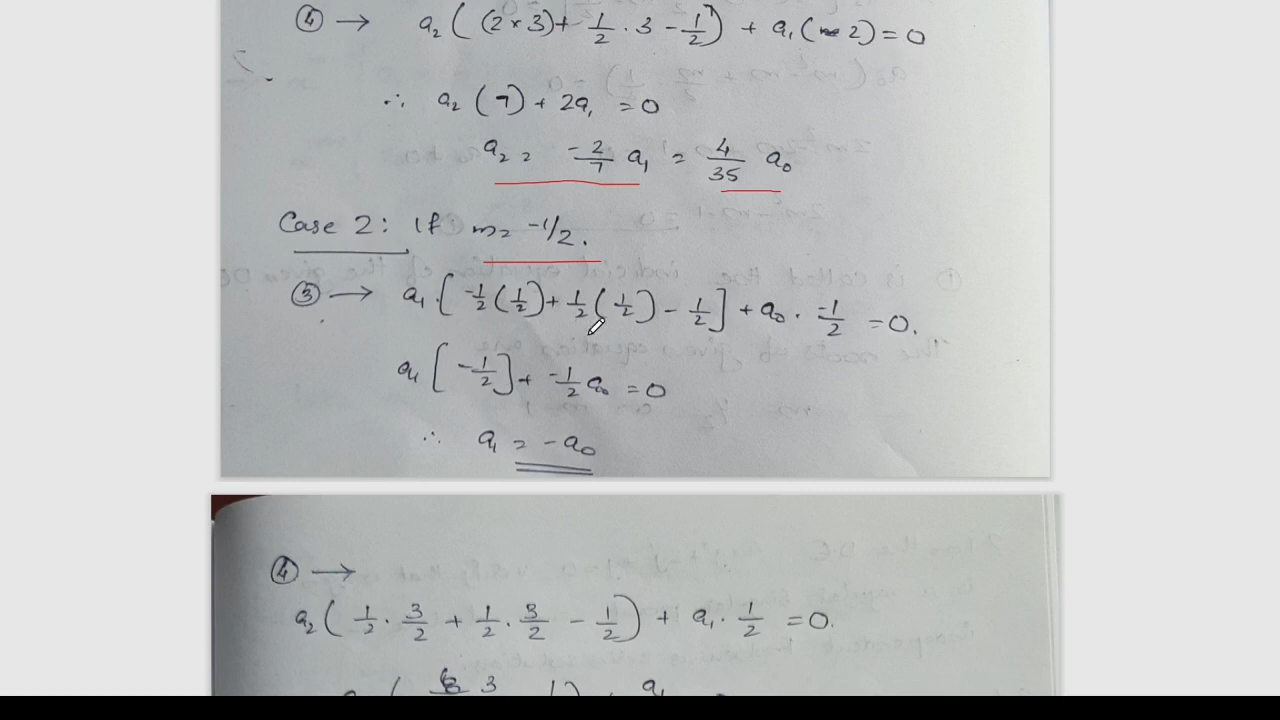 ④ → a₂ ( (2×3) + 1/2 · 3 - 1/2 ) + a₁ ( 2 ) = 0
∴ a₂ ( 7 ) + 2a₁ = 0
a₂ = -2/7 a₁ = 4/35 a₀
Case 2: If m = -1/2.
③ → a₁ · [ -1/2 (1/2) + 1/2 (1/2) - 1/2 ] + a₀ · -1/2 = 0.
a₁ [ -1/2 ] + -1/2 a₀ = 0
∴ a₁ = -a₀
④ →
a₂ ( 1/2 · 3/2 + 1/2 · 3/2 - 1/2 ) + a₁ · 1/2 = 0.